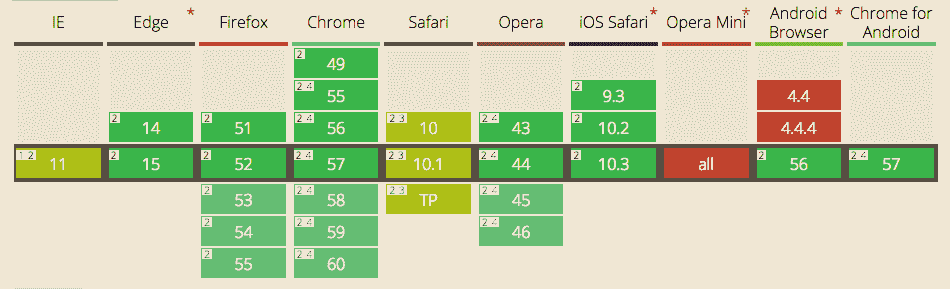 IE Edge * Firefox Chrome Safari Opera iOS Safari * Opera Mini * Android Browser * Chrome for Android
2 49
2 4 55 2 9.3 4.4
2 14 2 51 2 4 56 2 3 10 2 4 43 2 10.2 4.4.4
1 2 11 2 15 2 52 2 4 57 2 3 10.1 2 4 44 2 10.3 all 2 56 2 4 57
2 53 2 4 58 2 3 TP 2 4 45
2 54 2 4 59 2 4 46
2 55 2 4 60